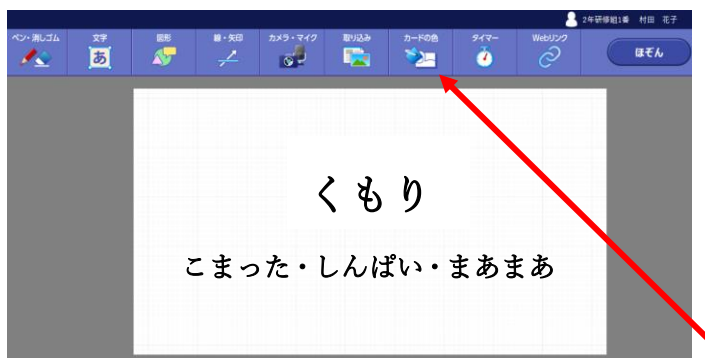 2年研修組1番 村田 花子
ペン・消しゴム 文字 図形 線・矢印 カメラ・マイク 取り込み カードの色 タイマー Webリンク ほぞん
あ
くもり
こまった・しんぱい・まあまあ